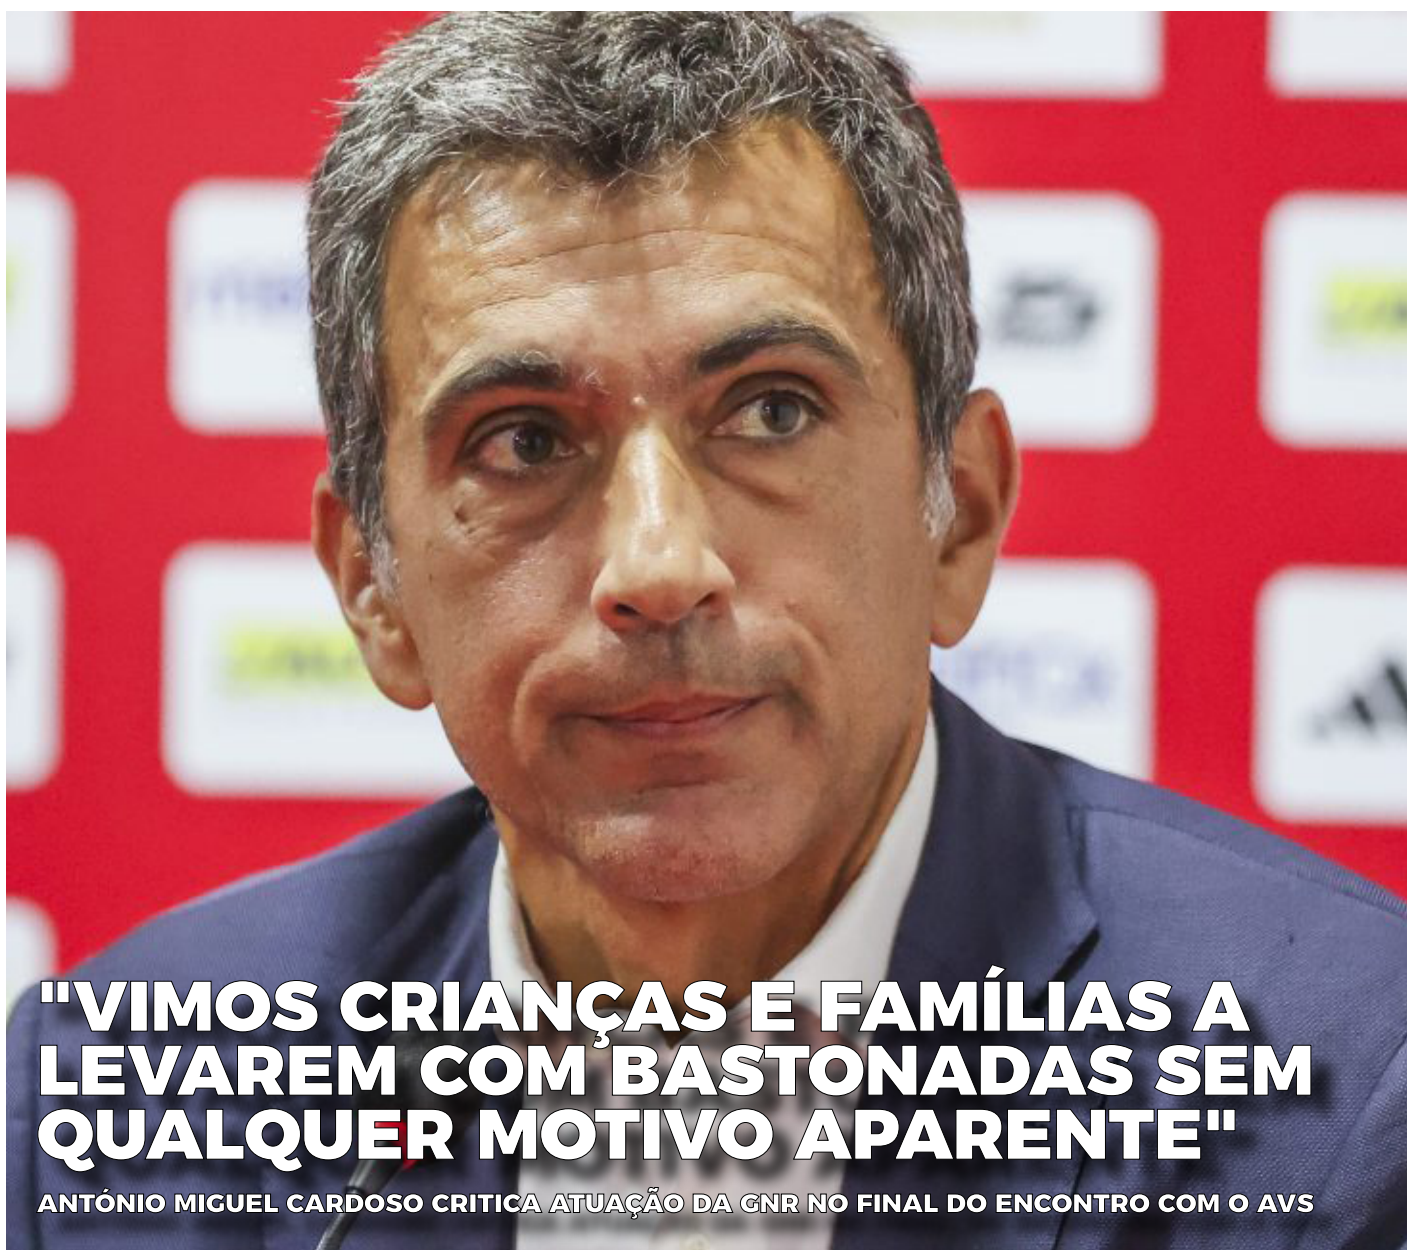 "VIMOS CRIANÇAS E FAMÍLIAS A
LEVAREM COM BASTONADAS SEM
QUALQUER MOTIVO APARENTE"
ANTÓNIO MIGUEL CARDOSO CRITICA ATUAÇÃO DA GNR NO FINAL DO ENCONTRO COM O AVS